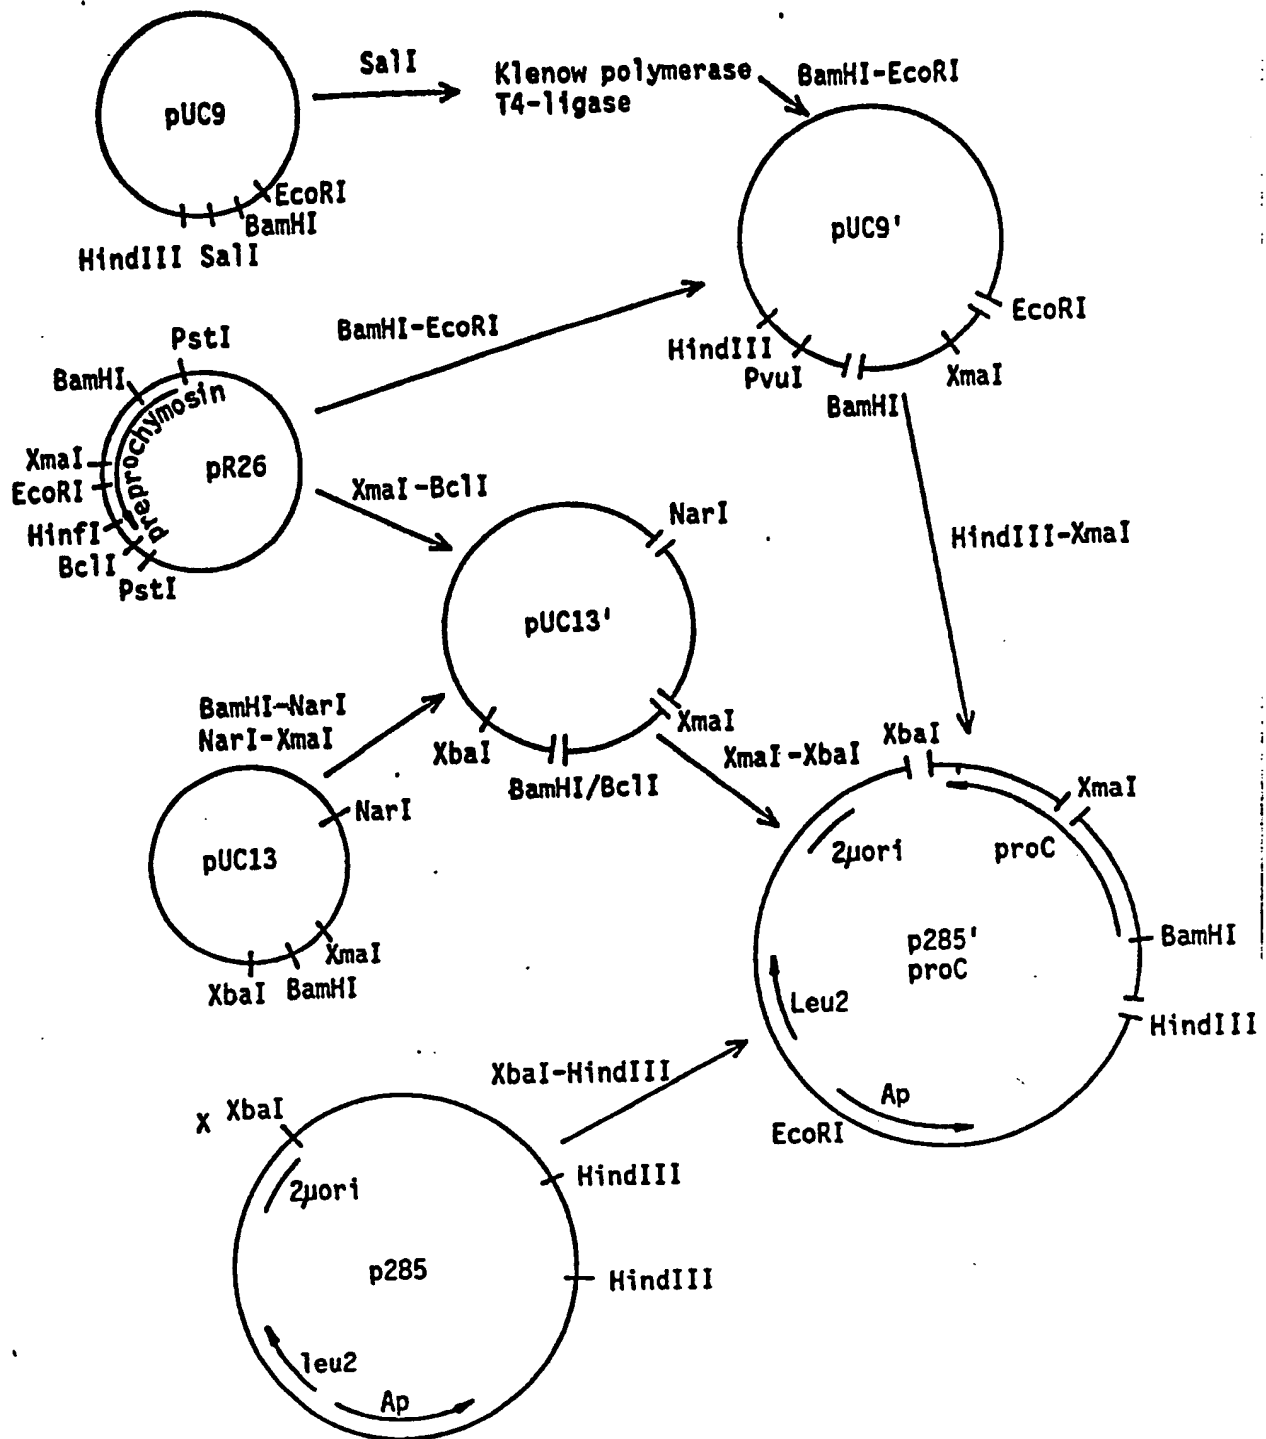 SalI
Klenow polymerase
T4-ligase
BamHI-EcoRI
pUC9
EcoRI
BamHI
HindIII SalI
pUC9'
EcoRI
HindIII
PvuI
BamHI
XmaI
BamHI-EcoRI
PstI
BamHI
preprochymosin
XmaI
EcoRI
HinfI
BclI
PstI
pR26
XmaI-BclI
NarI
HindIII-XmaI
pUC13'
BamHI-NarI
NarI-XmaI
XbaI
BamHI/BclI
XmaI
XmaI-XbaI
XbaI
XmaI
NarI
pUC13
XmaI
XbaI BamHI
2µori
proC
p285'
proC
BamHI
HindIII
Leu2
Ap
EcoRI
XbaI-HindIII
X XbaI
2µori
HindIII
HindIII
p285
leu2
Ap